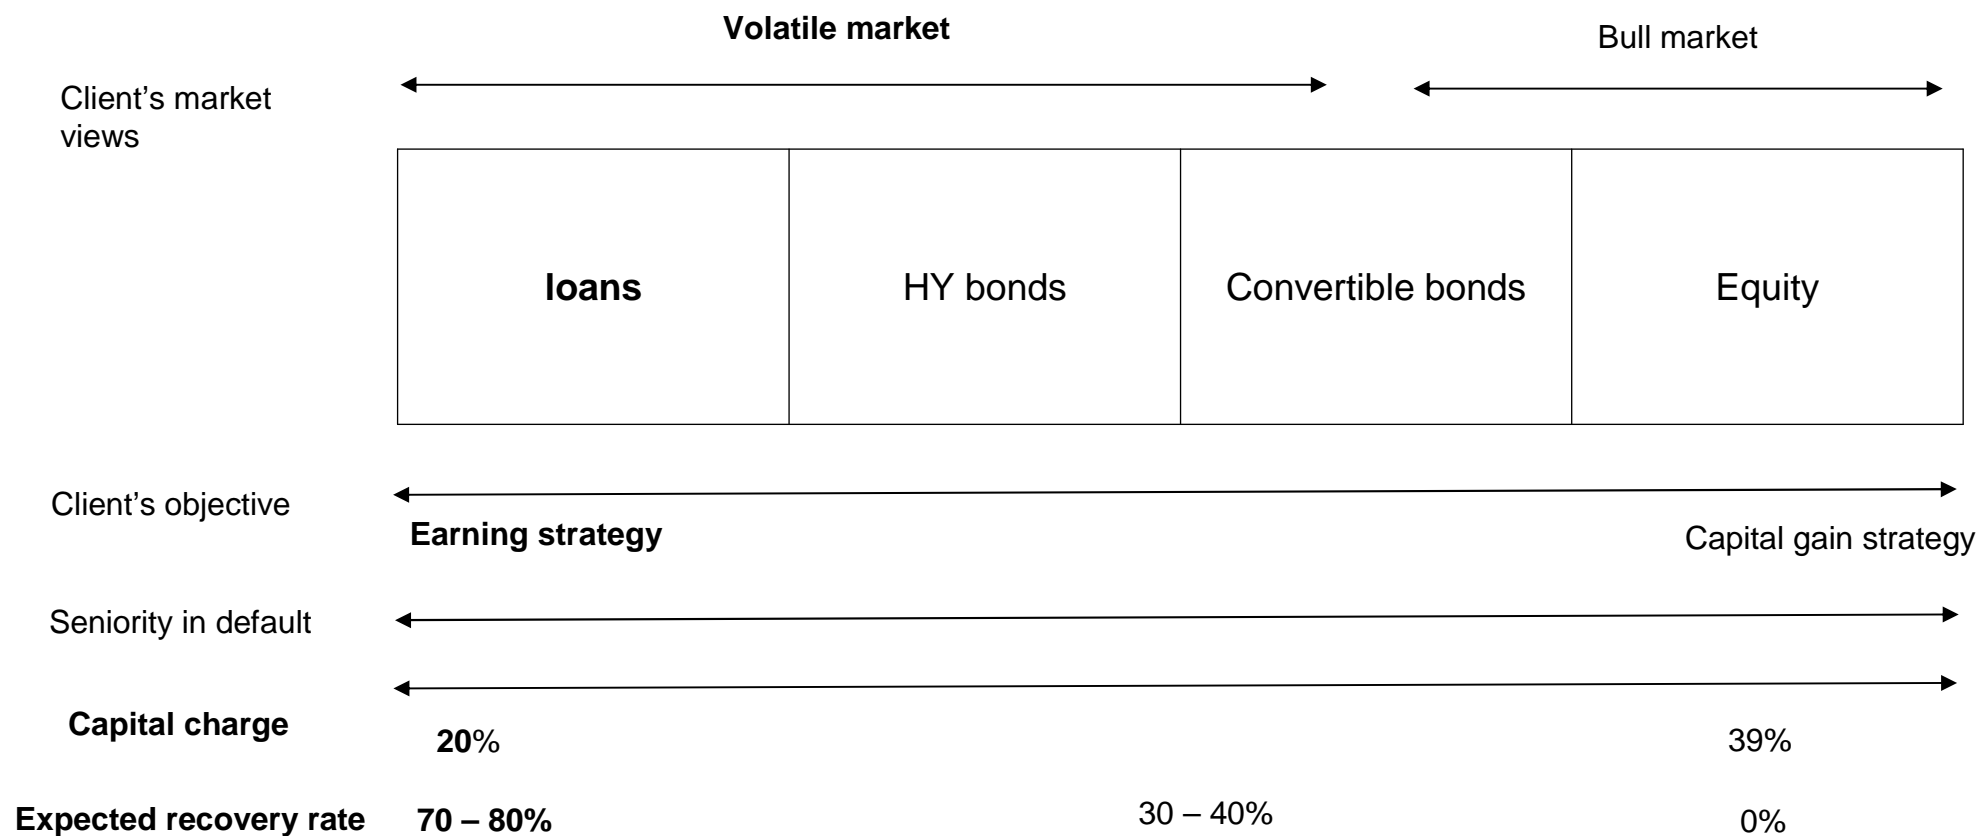 Volatile market
Bull market
Client’s market
views
loans
HY bonds
Convertible bonds
Equity
Client’s objective
Earning strategy
Capital gain strategy
Seniority in default
Capital charge
20%
39%
Expected recovery rate
70 – 80%
30 – 40%
0%